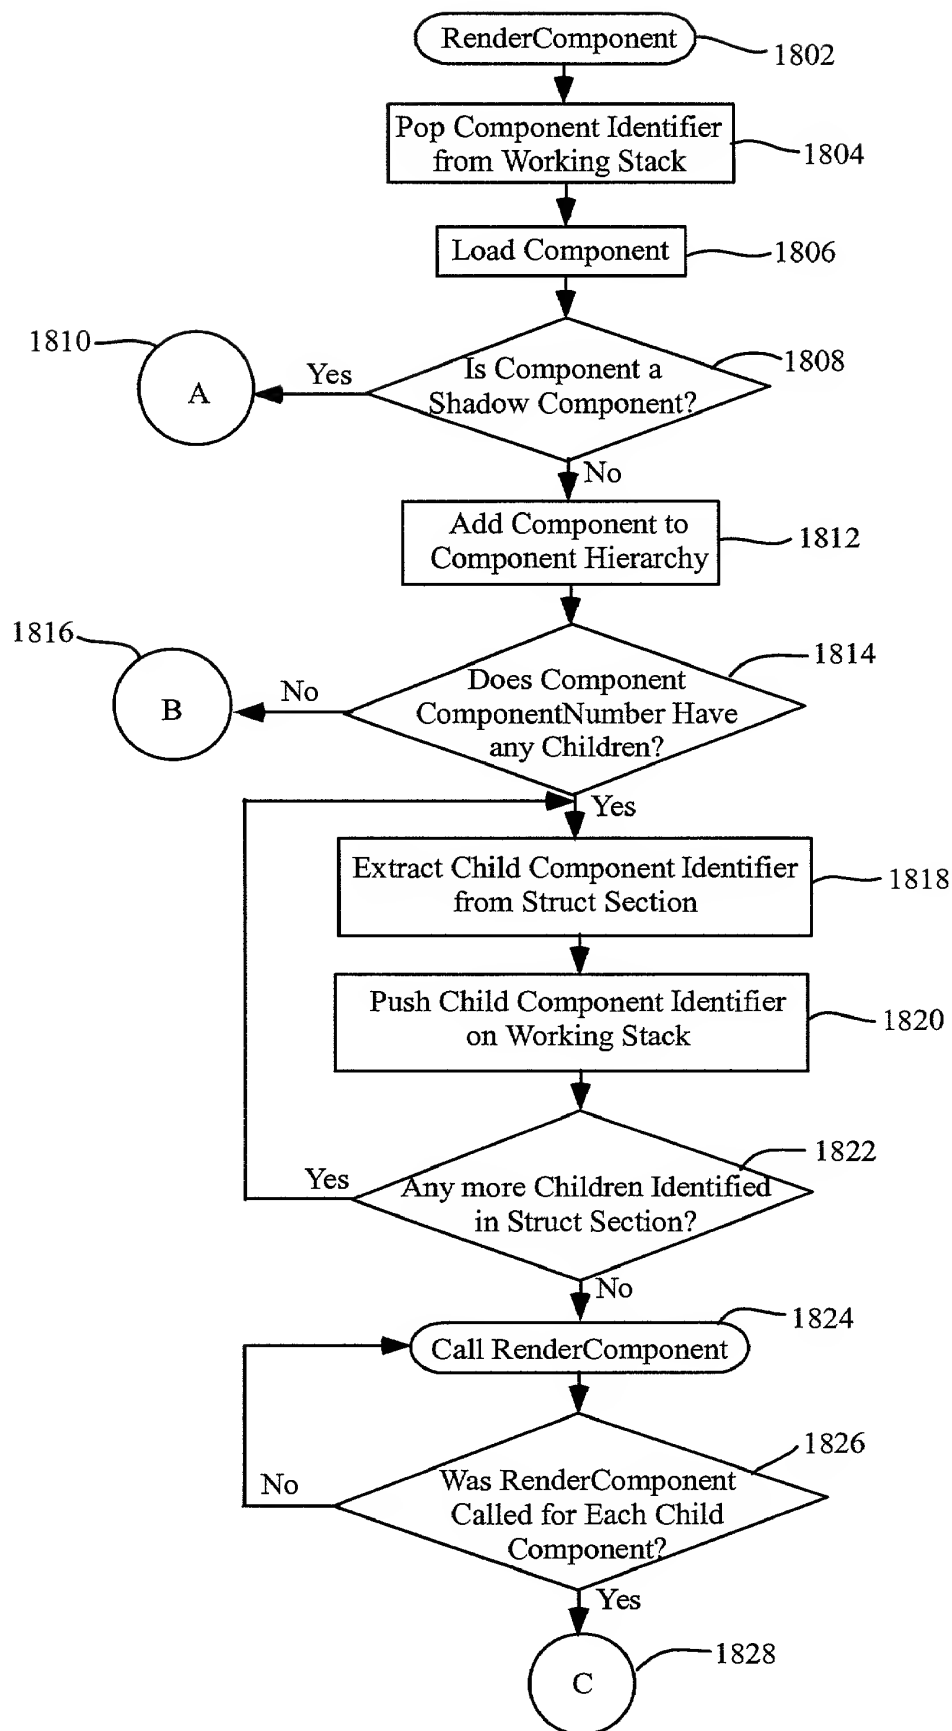 RenderComponent
1802
Pop Component Identifier
from Working Stack
1804
Load Component
1806
1810
A
Yes
Is Component a
Shadow Component?
1808
No
Add Component to
Component Hierarchy
1812
1816
B
No
Does Component
ComponentNumber Have
any Children?
1814
Yes
Extract Child Component Identifier
from Struct Section
1818
Push Child Component Identifier
on Working Stack
1820
Yes
Any more Children Identified
in Struct Section?
1822
No
Call RenderComponent
1824
No
Was RenderComponent
Called for Each Child
Component?
1826
Yes
C
1828